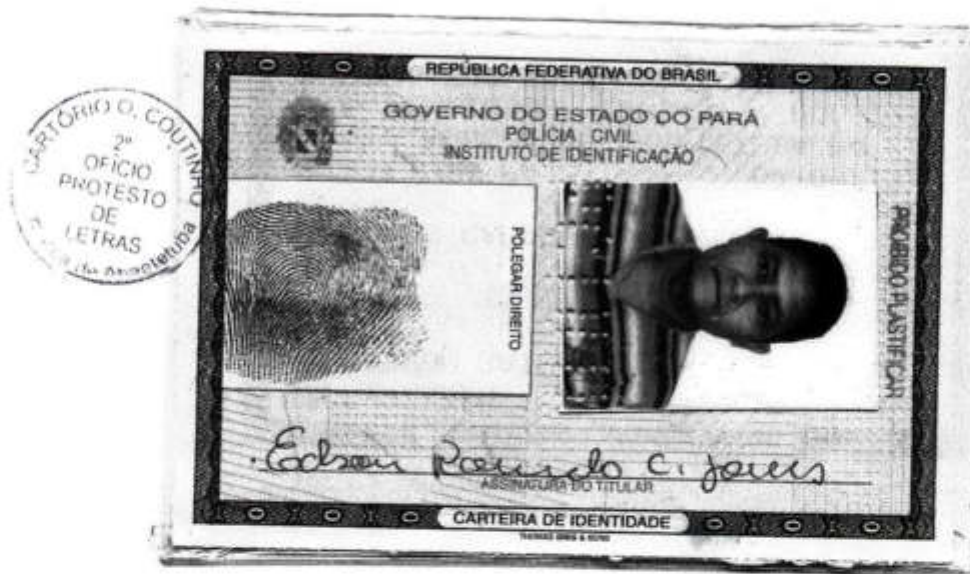 REPÚBLICA FEDERATIVA DO BRASIL
GOVERNO DO ESTADO DO PARÁ
POLÍCIA CIVIL
INSTITUTO DE IDENTIFICAÇÃO
CARTÓRIO O. COUTINHO
2º
OFÍCIO
PROTESTO
DE
LETRAS
POLEGAR DIREITO
PROIBIDO PLASTIFICAR
Edson C.
ASSINATURA DO TITULAR
CARTEIRA DE IDENTIDADE